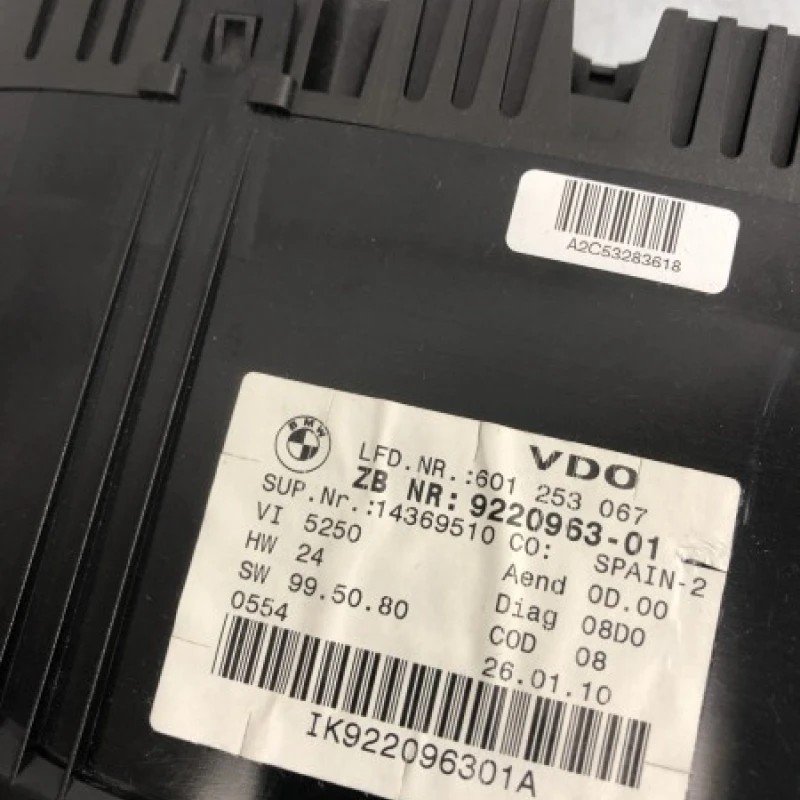 A2C53283618
BMW
VDO
LFD.NR.:601 253 067
ZB NR: 9220963-01
SUP.Nr.:14369510 CO: SPAIN-2
VI 5250 Aend 0D.00
HW 24 Diag 08D0
SW 99.50.80 COD 08
0554 26.01.10
IK922096301A